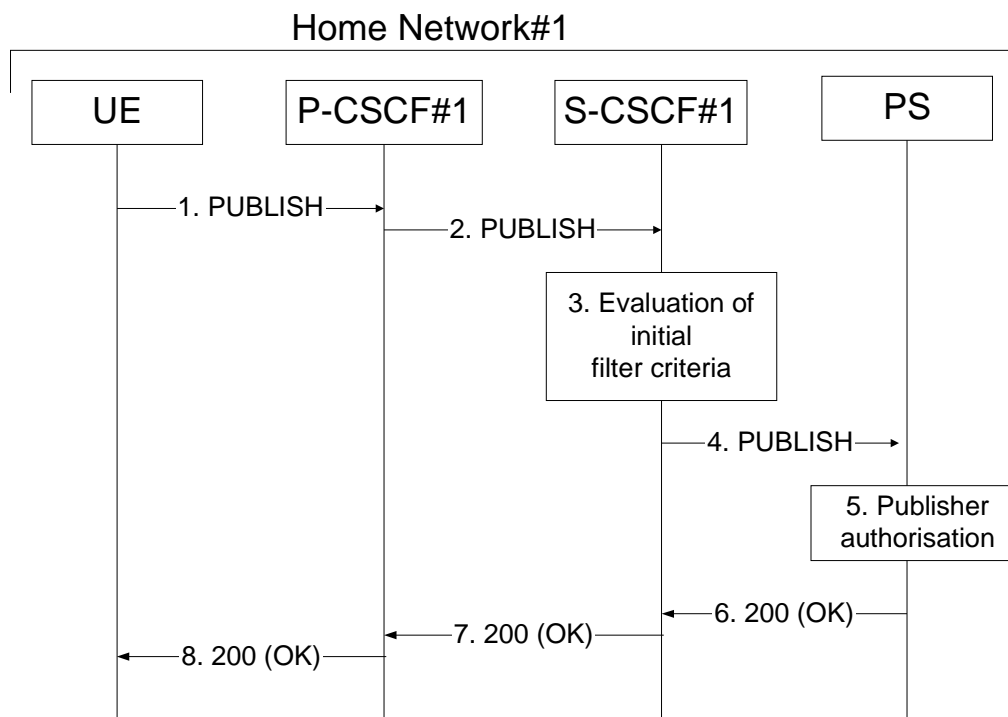 Home Network#1
UE
P-CSCF#1
S-CSCF#1
PS
1. PUBLISH
2. PUBLISH
3. Evaluation of
initial
filter criteria
4. PUBLISH
5. Publisher
authorisation
6. 200 (OK)
7. 200 (OK)
8. 200 (OK)